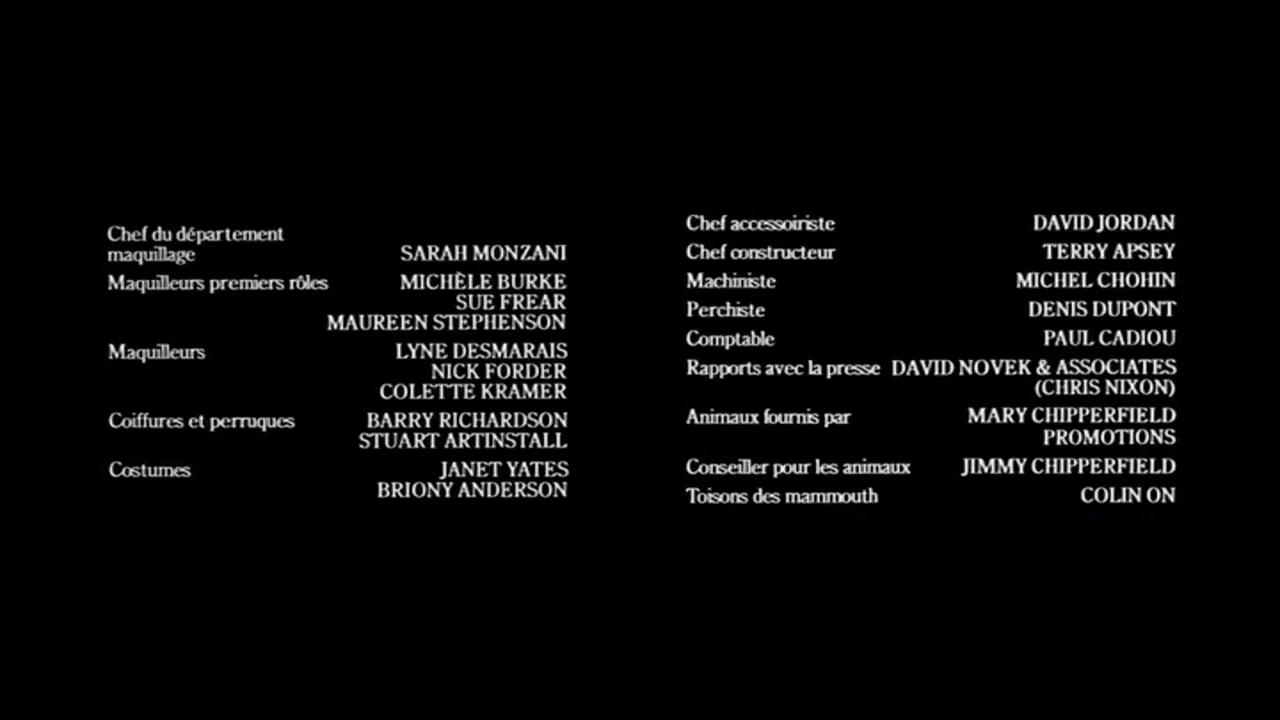 Chef du département
maquillage SARAH MONZANI
Maquilleurs premiers rôles MICHÈLE BURKE
SUE FREAR
MAUREEN STEPHENSON
Maquilleurs LYNE DESMARAIS
NICK FORDER
COLETTE KRAMER
Coiffures et perruques BARRY RICHARDSON
STUART ARTINSTALL
Costumes JANET YATES
BRIONY ANDERSON
Chef accessoiriste DAVID JORDAN
Chef constructeur TERRY APSEY
Machiniste MICHEL CHOHIN
Perchiste DENIS DUPONT
Comptable PAUL CADIOU
Rapports avec la presse DAVID NOVEK & ASSOCIATES
(CHRIS NIXON)
Animaux fournis par MARY CHIPPERFIELD
PROMOTIONS
Conseiller pour les animaux JIMMY CHIPPERFIELD
Toisons des mammouth COLIN ON